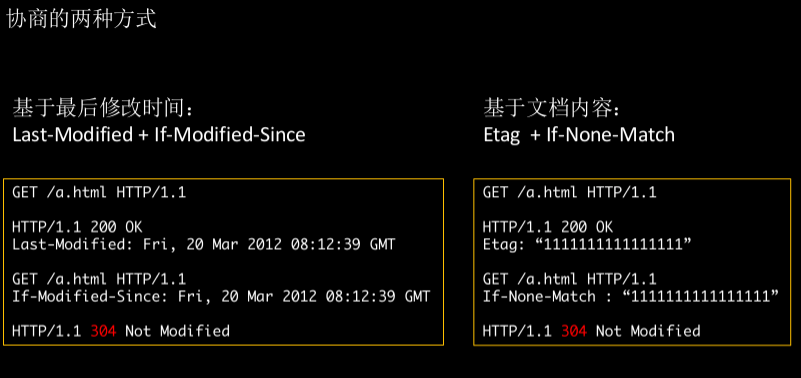 协商的两种方式
基于最后修改时间：
Last-Modified + If-Modified-Since
GET /a.html HTTP/1.1
HTTP/1.1 200 OK
Last-Modified: Fri, 20 Mar 2012 08:12:39 GMT
GET /a.html HTTP/1.1
If-Modified-Since: Fri, 20 Mar 2012 08:12:39 GMT
HTTP/1.1 304 Not Modified
基于文档内容：
Etag + If-None-Match
GET /a.html HTTP/1.1
HTTP/1.1 200 OK
Etag: “1111111111111111”
GET /a.html HTTP/1.1
If-None-Match : “1111111111111111”
HTTP/1.1 304 Not Modified